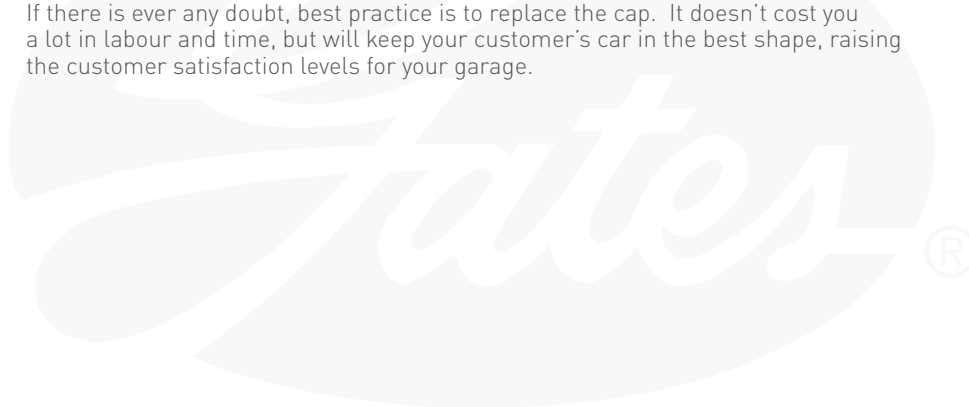 If there is ever any doubt, best practice is to replace the cap.  It doesn’t cost you
a lot in labour and time, but will keep your customer’s car in the best shape, raising
the customer satisfaction levels for your garage.
Gates ®